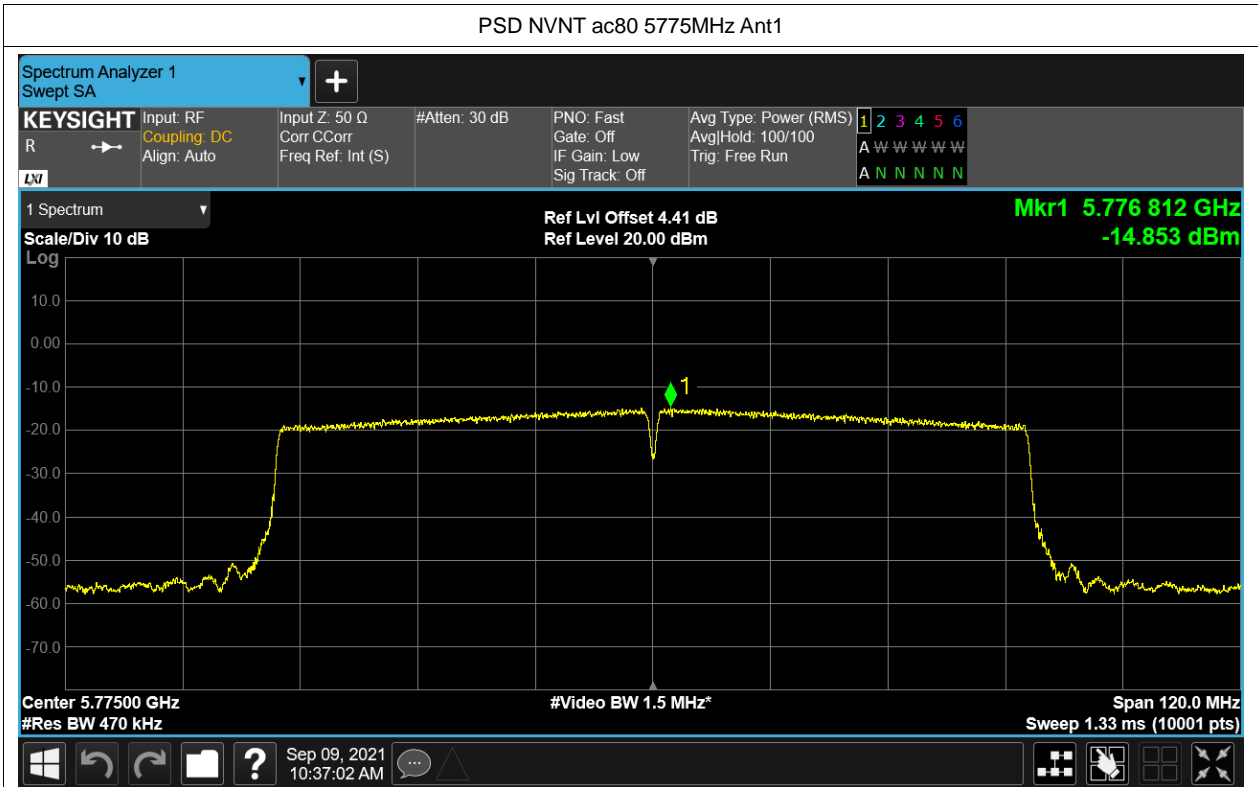 PSD NVNT ac80 5775MHz Ant1
Spectrum Analyzer 1
Swept SA
KEYSIGHT
R
LXI
Input: RF
Coupling: DC
Align: Auto
Input Z: 50 Ω
Corr CCorr
Freq Ref: Int (S)
#Atten: 30 dB
PNO: Fast
Gate: Off
IF Gain: Low
Sig Track: Off
Avg Type: Power (RMS)
Avg|Hold: 100/100
Trig: Free Run
1 2 3 4 5 6
A W W W W W
A N N N N N
1 Spectrum
Scale/Div 10 dB
Ref Lvl Offset 4.41 dB
Ref Level 20.00 dBm
Mkr1 5.776 812 GHz
-14.853 dBm
Log
10.0
0.00
-10.0
1
-20.0
-30.0
-40.0
-50.0
-60.0
-70.0
Center 5.77500 GHz
#Res BW 470 kHz
#Video BW 1.5 MHz*
Span 120.0 MHz
Sweep 1.33 ms (10001 pts)
?
Sep 09, 2021
10:37:02 AM